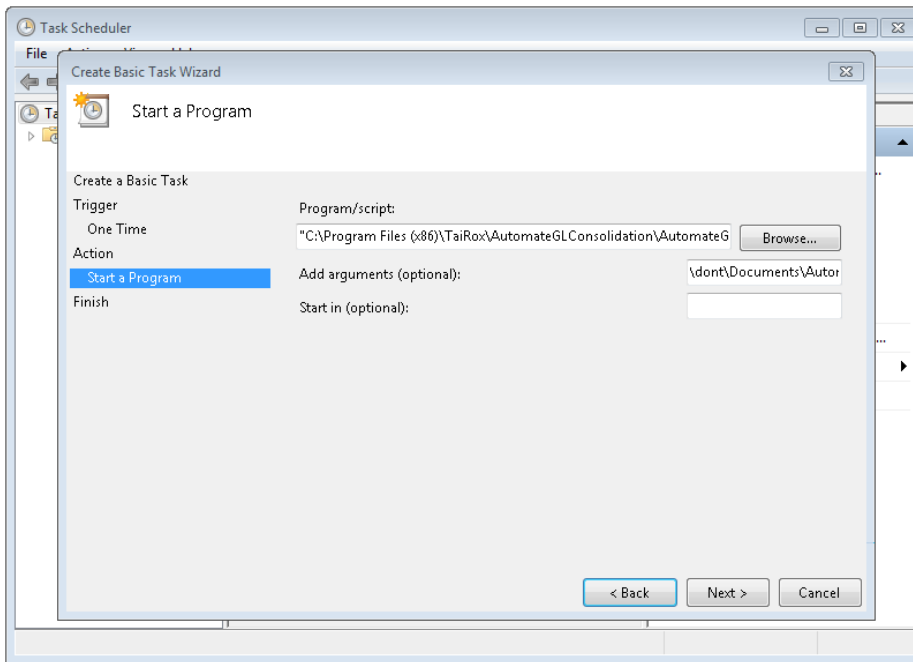 Task Scheduler
File
Create Basic Task Wizard
Start a Program
Create a Basic Task
Trigger
One Time
Action
Start a Program
Finish
Program/script:
"C:\Program Files (x86)\TaiRox\AutomateGLConsolidation\AutomateG
Browse...
Add arguments (optional):
\dont\Documents\Autor
Start in (optional):
< Back
Next >
Cancel